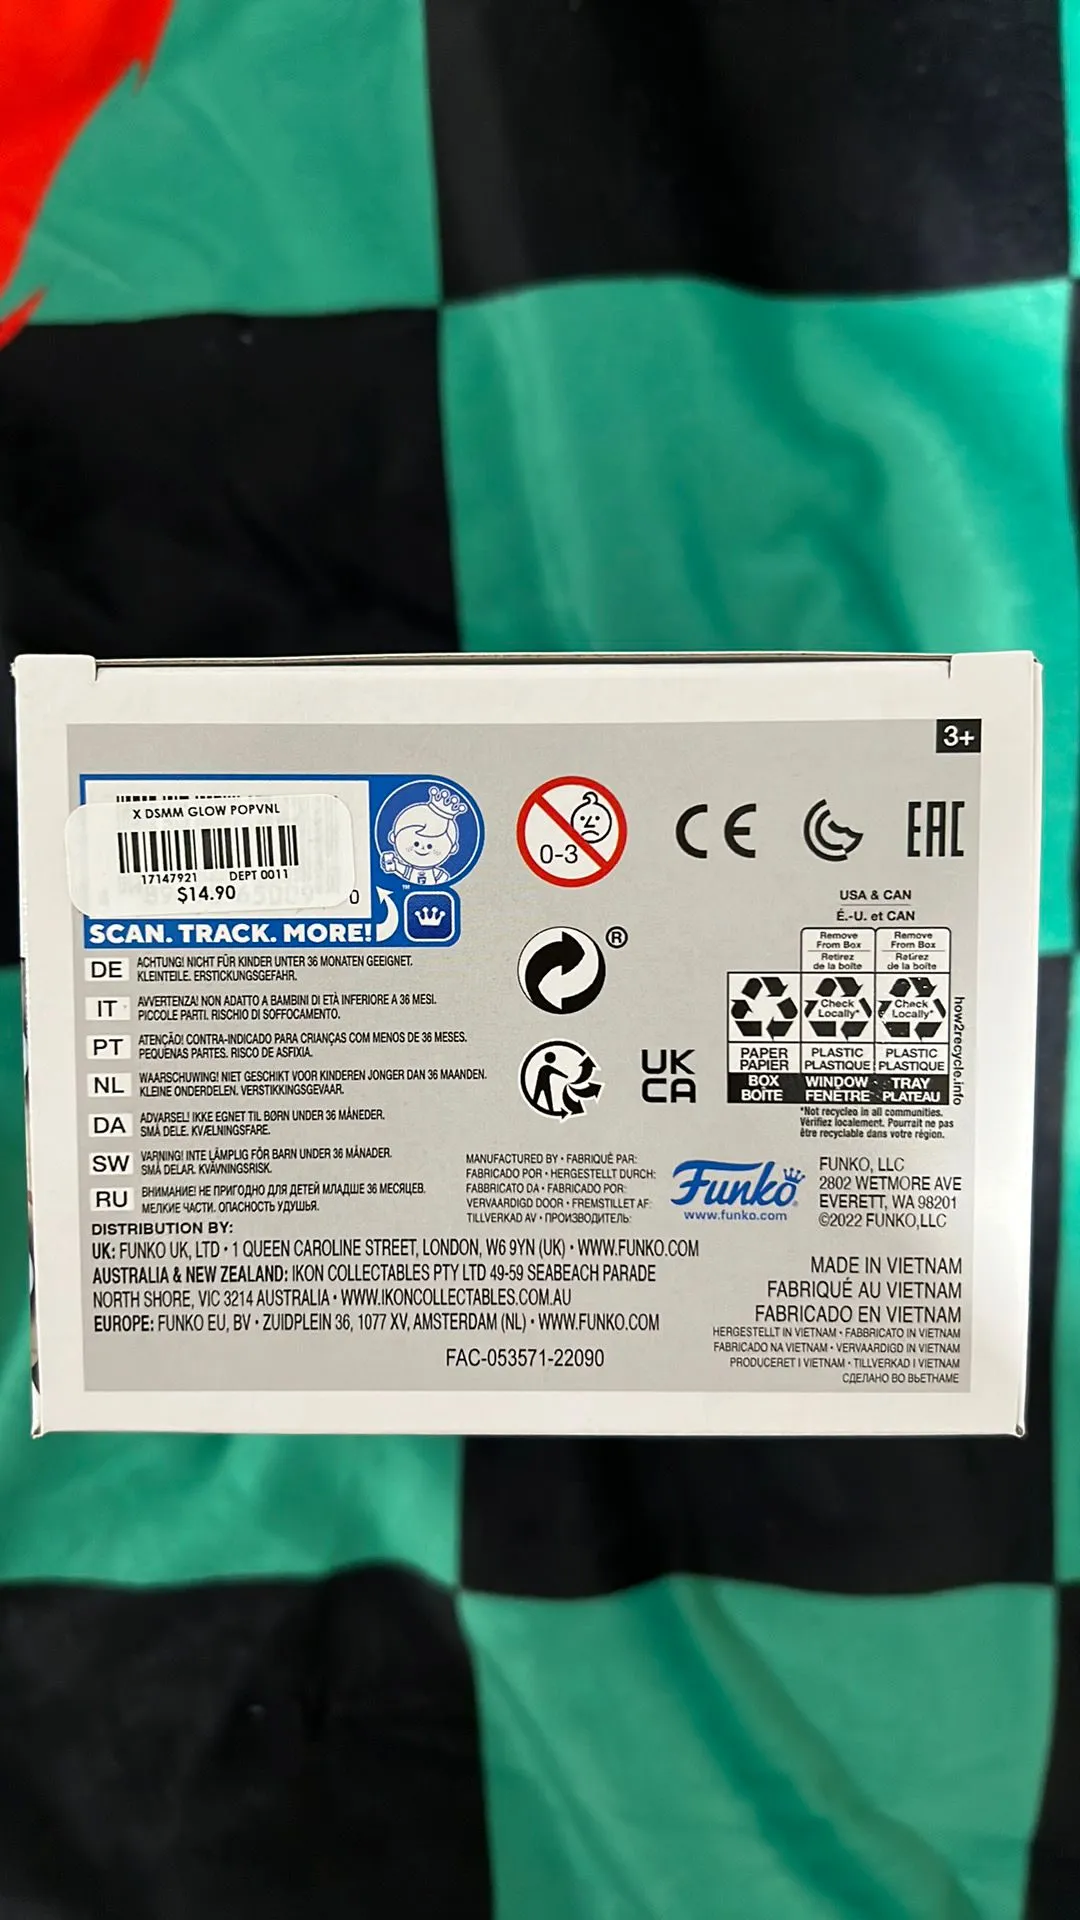 3+
X DSMM GLOW POPVNL
17147921 DEPT 0011
$14.90
0
SCAN. TRACK. MORE!
™
0-3
CE
EAC
®
UK
CA
USA & CAN
É.-U. et CAN
Remove
From Box
Retirez
de la boîte
Remove
From Box
Retirez
de la boîte
Check
Locally*
Check
Locally*
PAPER
PAPIER
PLASTIC
PLASTIQUE
PLASTIC
PLASTIQUE
BOX
BOÎTE
WINDOW
FENÊTRE
TRAY
PLATEAU
how2recycle.info
*Not recycled in all communities.
Vérifiez localement. Pourrait ne pas
être recyclable dans votre région.
DE ACHTUNG! NICHT FÜR KINDER UNTER 36 MONATEN GEEIGNET.
KLEINTEILE. ERSTICKUNGSGEFAHR.
IT AVVERTENZA! NON ADATTO A BAMBINI DI ETÀ INFERIORE A 36 MESI.
PICCOLE PARTI. RISCHIO DI SOFFOCAMENTO.
PT ATENÇÃO! CONTRA-INDICADO PARA CRIANÇAS COM MENOS DE 36 MESES.
PEQUENAS PARTES. RISCO DE ASFIXIA.
NL WAARSCHUWING! NIET GESCHIKT VOOR KINDEREN JONGER DAN 36 MAANDEN.
KLEINE ONDERDELEN. VERSTIKKINGSGEVAAR.
DA ADVARSEL! IKKE EGNET TIL BØRN UNDER 36 MÅNEDER.
SMÅ DELE. KVÆLNINGSFARE.
SW VARNING! INTE LÄMPLIG FÖR BARN UNDER 36 MÅNADER.
SMÅ DELAR. KVÄVNINGSRISK.
RU ВНИМАНИЕ! НЕ ПРИГОДНО ДЛЯ ДЕТЕЙ МЛАДШЕ 36 МЕСЯЦЕВ.
МЕЛКИЕ ЧАСТИ. ОПАСНОСТЬ УДУШЬЯ.
MANUFACTURED BY • FABRIQUÉ PAR:
FABRICADO POR • HERGESTELLT DURCH:
FABBRICATO DA • FABRICADO POR:
VERVAARDIGD DOOR • FREMSTILLET AF:
TILLVERKAD AV • ПРОИЗВОДИТЕЛЬ:
Funko
www.funko.com
FUNKO, LLC
2802 WETMORE AVE
EVERETT, WA 98201
©2022 FUNKO,LLC
DISTRIBUTION BY:
UK: FUNKO UK, LTD • 1 QUEEN CAROLINE STREET, LONDON, W6 9YN (UK) • WWW.FUNKO.COM
AUSTRALIA & NEW ZEALAND: IKON COLLECTABLES PTY LTD 49-59 SEABEACH PARADE
NORTH SHORE, VIC 3214 AUSTRALIA • WWW.IKONCOLLECTABLES.COM.AU
EUROPE: FUNKO EU, BV • ZUIDPLEIN 36, 1077 XV, AMSTERDAM (NL) • WWW.FUNKO.COM
FAC-053571-22090
MADE IN VIETNAM
FABRIQUÉ AU VIETNAM
FABRICADO EN VIETNAM
HERGESTELLT IN VIETNAM • FABBRICATO IN VIETNAM
FABRICADO NA VIETNAM • VERVAARDIGD IN VIETNAM
PRODUCERET I VIETNAM • TILLVERKAD I VIETNAM
СДЕЛАНО ВО ВЬЕТНАМЕ